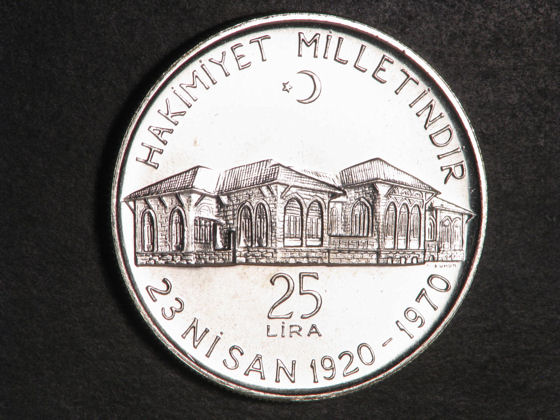 HAKİMİYET MİLLETİNDİR
25
LİRA
23 NİSAN 1920-1970